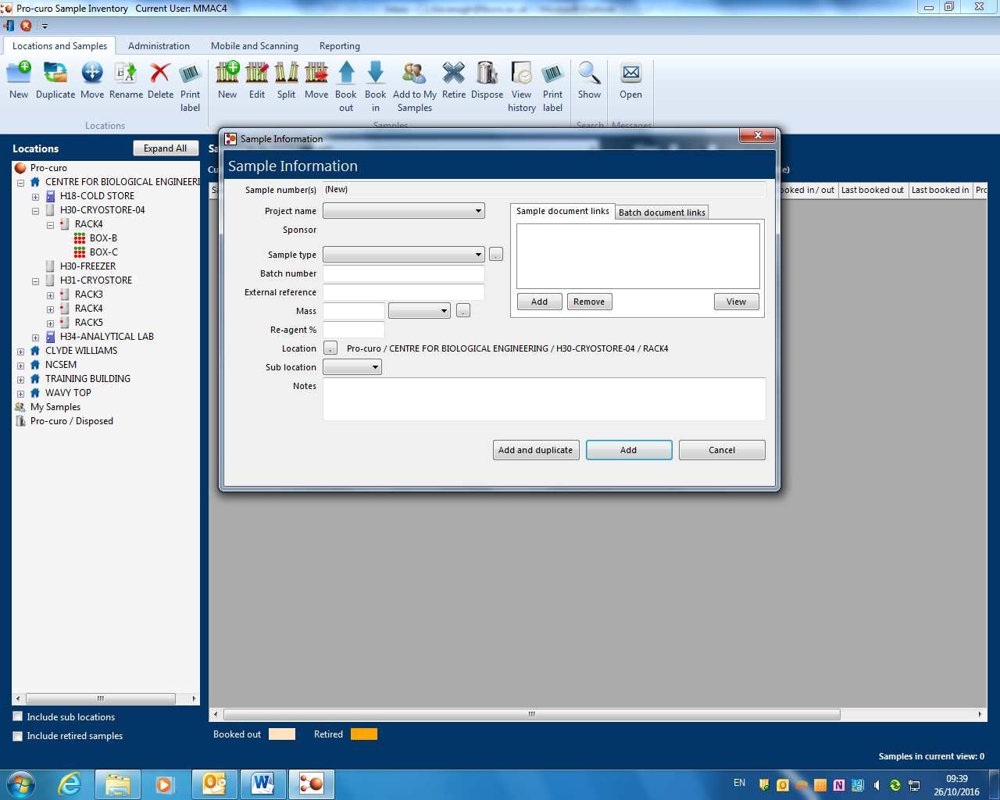 Pro-curo Sample Inventory Current User: MMAC4
Locations and Samples Administration Mobile and Scanning Reporting
New Duplicate Move Rename Delete Print label
New Edit Split Move Book out Book in Add to My Samples Retire Dispose View history Print label
Show Open
Locations Samples Search Messages
Locations Expand All
Pro-curo
CENTRE FOR BIOLOGICAL ENGINEERI
H18-COLD STORE
H30-CRYOSTORE-04
RACK4
BOX-B
BOX-C
H30-FREEZER
H31-CRYOSTORE
RACK3
RACK4
RACK5
H34-ANALYTICAL LAB
CLYDE WILLIAMS
NCSEM
TRAINING BUILDING
WAVY TOP
My Samples
Pro-curo / Disposed
Include sub locations
Include retired samples
Sample Information
Sample Information
Sample number(s) (New)
Project name
Sponsor
Sample type .
Batch number
External reference
Mass .
Re-agent %
Location . Pro-curo / CENTRE FOR BIOLOGICAL ENGINEERING / H30-CRYOSTORE-04 / RACK4
Sub location
Notes
Sample document links Batch document links
Add Remove View
Add and duplicate Add Cancel
ooked in / out Last booked out Last booked in Pro
Booked out Retired
Samples in current view: 0
EN 09:39
26/10/2016